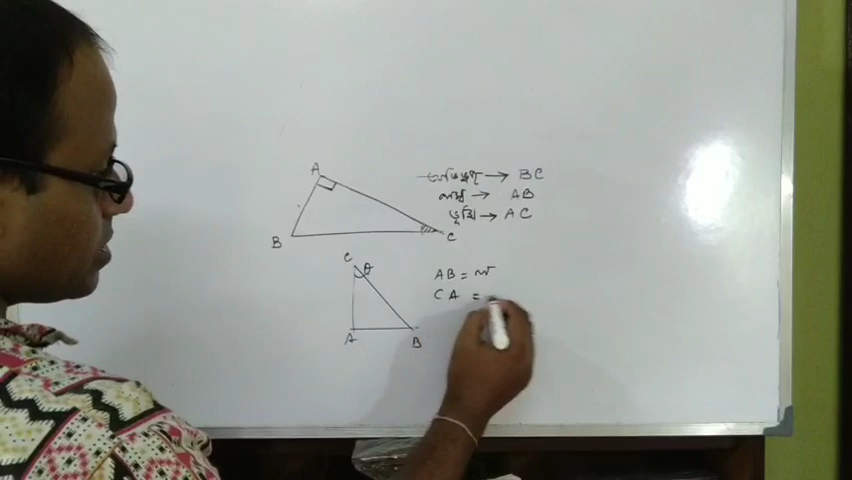 A
B
C
অতিভুজ → BC
লম্ব → AB
ভূমি → AC
C
θ
A
B
AB = ল
CA =